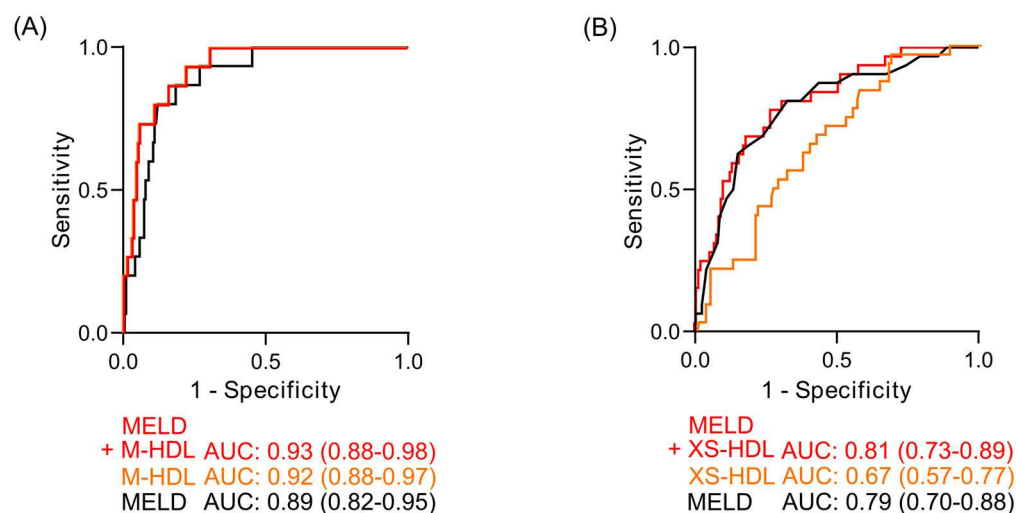 (A)
1.0
0.5
0.0
Sensitivity
0.0
0.5
1.0
1 - Specificity
MELD
+ M-HDL AUC: 0.93 (0.88-0.98)
M-HDL AUC: 0.92 (0.88-0.97)
MELD AUC: 0.89 (0.82-0.95)
(B)
1.0
0.5
0.0
Sensitivity
0.0
0.5
1.0
1 - Specificity
MELD
+ XS-HDL AUC: 0.81 (0.73-0.89)
XS-HDL AUC: 0.67 (0.57-0.77)
MELD AUC: 0.79 (0.70-0.88)